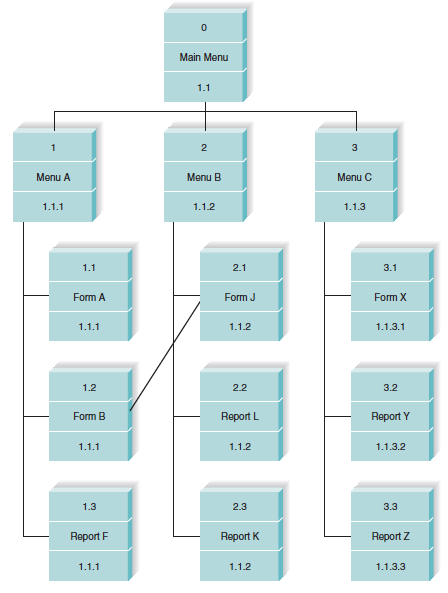 0
Main Menu
1.1
1
Menu A
1.1.1
2
Menu B
1.1.2
3
Menu C
1.1.3
1.1
Form A
1.1.1
2.1
Form J
1.1.2
3.1
Form X
1.1.3.1
1.2
Form B
1.1.1
2.2
Report L
1.1.2
3.2
Report Y
1.1.3.2
1.3
Report F
1.1.1
2.3
Report K
1.1.2
3.3
Report Z
1.1.3.3